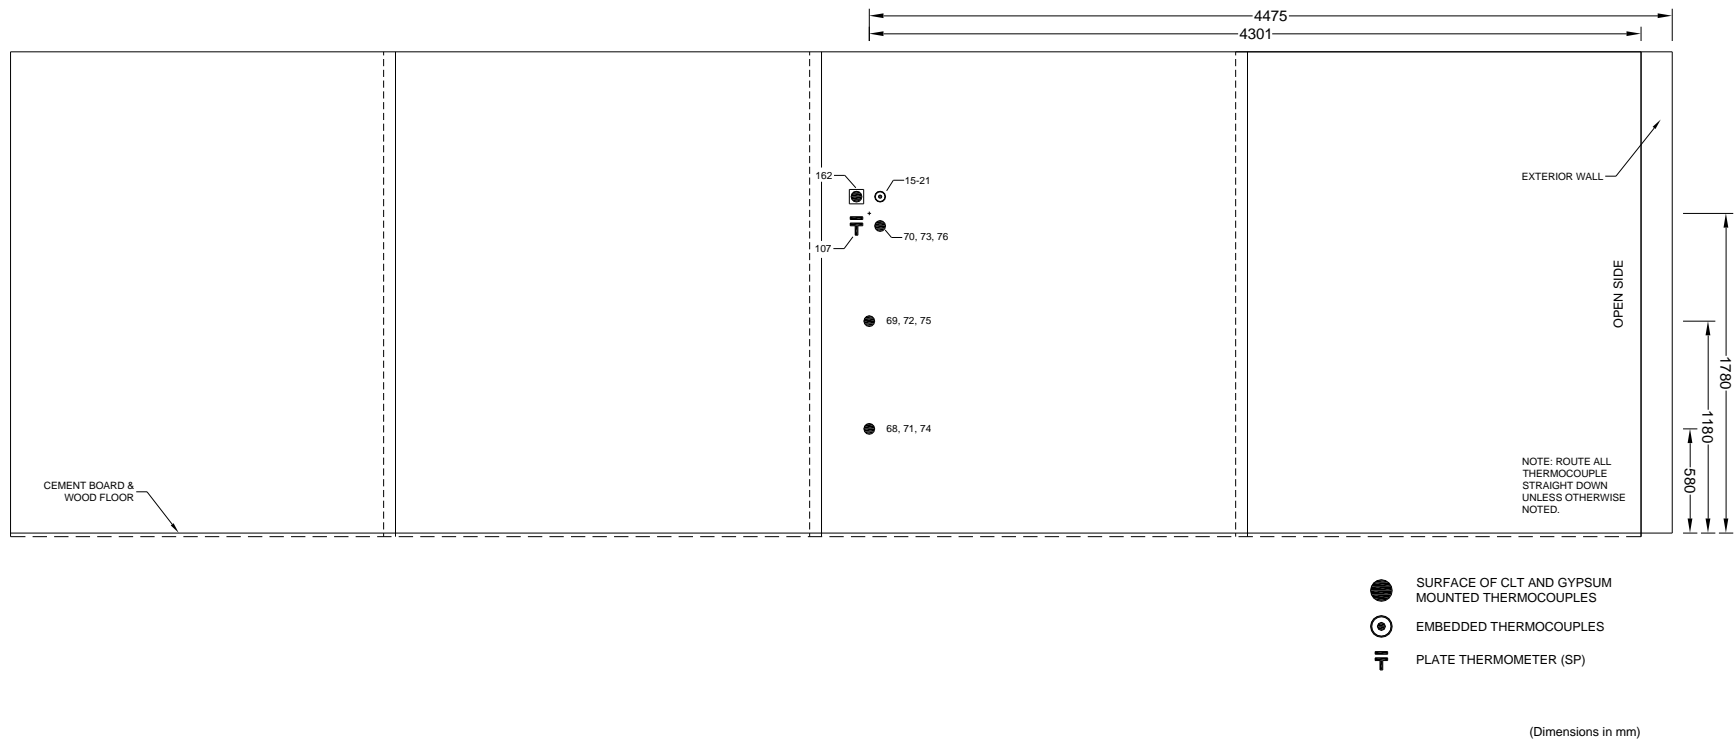 4475
4301
162
15-21
EXTERIOR WALL
70, 73, 76
107
OPEN SIDE
69, 72, 75
1780
1180
68, 71, 74
580
NOTE: ROUTE ALL
THERMOCOUPLE
STRAIGHT DOWN
UNLESS OTHERWISE
NOTED.
CEMENT BOARD &
WOOD FLOOR
SURFACE OF CLT AND GYPSUM
MOUNTED THERMOCOUPLES
EMBEDDED THERMOCOUPLES
PLATE THERMOMETER (SP)
(Dimensions in mm)